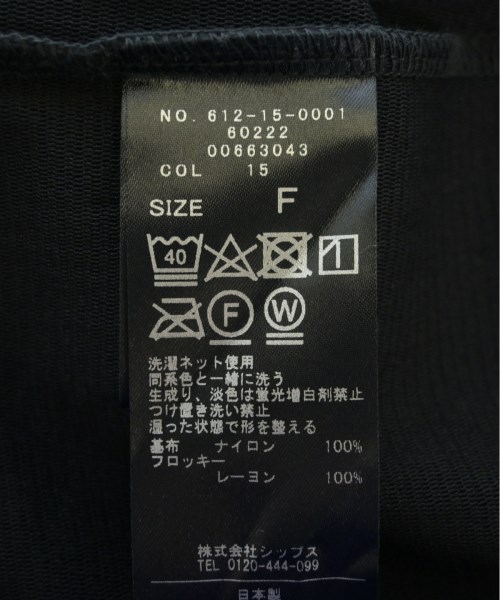 NO. 612-15-0001
60222
00663043
COL 15
SIZE F
40
F W
洗濯ネット使用
同系色と一緒に洗う
生成り、淡色は蛍光増白剤禁止
つけ置き洗い禁止
湿った状態で形を整える
基布 ナイロン 100%
フロッキー
レーヨン 100%
株式会社シップス
TEL 0120-444-099
日本製